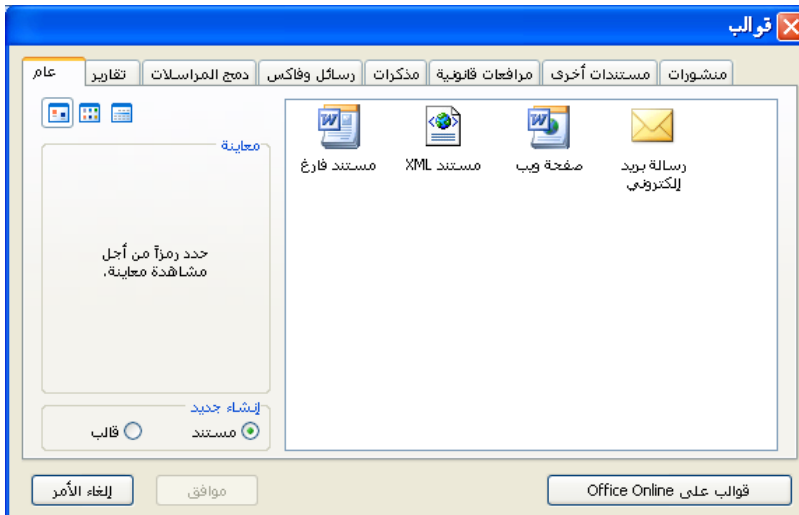 قوالب
عام
تقارير
دمج المراسلات
رسائل وفاكس
مذكرات
مرافعات قانونية
مستندات أخرى
منشورات
مستند فارغ
مستند XML
صفحة ويب
رسالة بريد
إلكتروني
معاينة
حدد رمزاً من أجل
مشاهدة معاينة.
إنشاء جديد
مستند
قالب
قوالب على Office Online
موافق
إلغاء الأمر